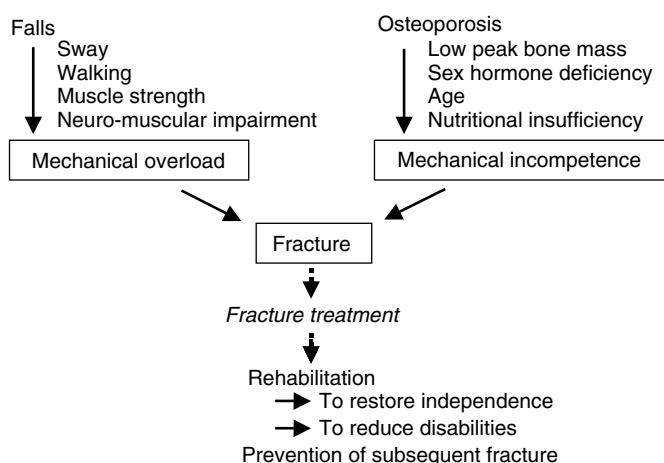 Falls
Sway
Walking
Muscle strength
Neuro-muscular impairment
Mechanical overload
Osteoporosis
Low peak bone mass
Sex hormone deficiency
Age
Nutritional insufficiency
Mechanical incompetence
Fracture
Fracture treatment
Rehabilitation
To restore independence
To reduce disabilities
Prevention of subsequent fracture